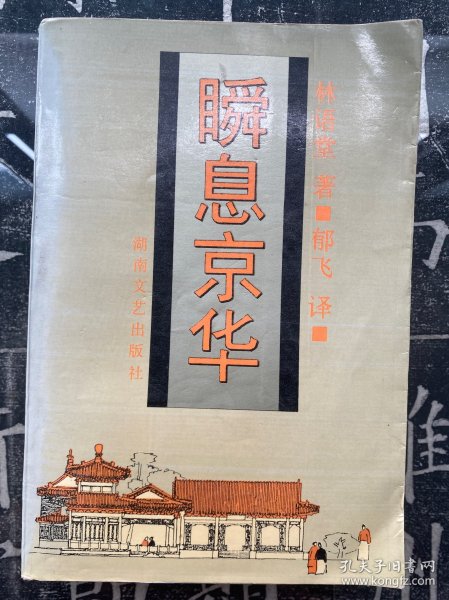 瞬息京华
林语堂 著■郁飞 译■
湖南文艺出版社
孔夫子旧书网
www.kongfz.com